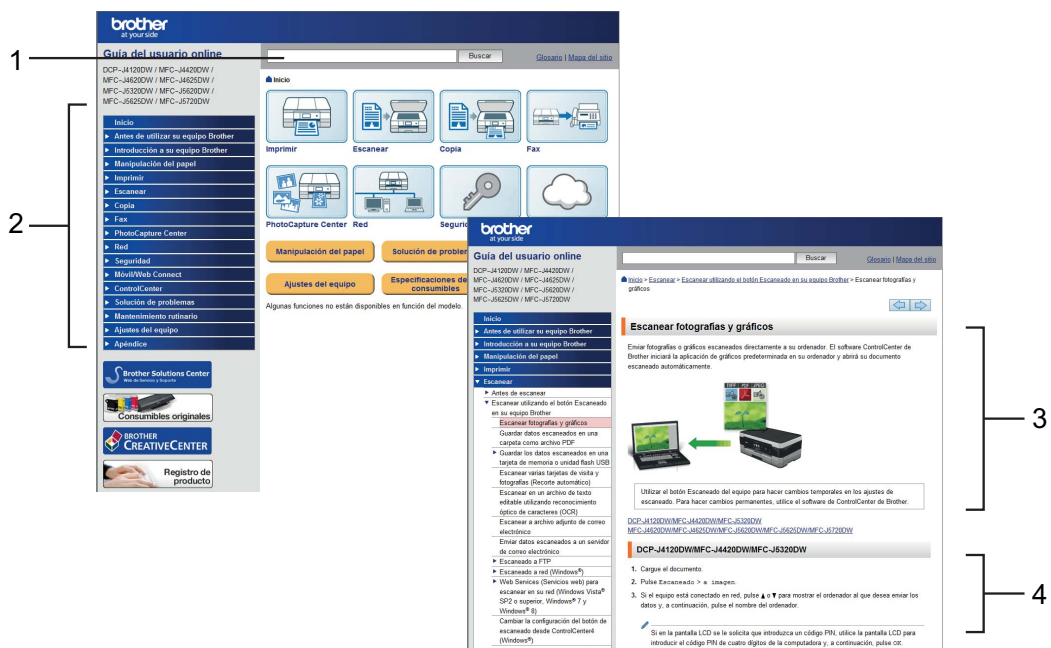 brother
at your side
Guía del usuario online
DCP-J4120DW / MFC-J4420DW /
MFC-J4620DW / MFC-J4625DW /
MFC-J5320DW / MFC-J5620DW /
MFC-J5625DW / MFC-J5720DW
Buscar
Glosario | Mapa del sitio
1
2
Inicio
Antes de utilizar su equipo Brother
Introducción a su equipo Brother
Manipulación del papel
Imprimir
Escanear
Copia
Fax
PhotoCapture Center
Red
Seguridad
Móvil/Web Connect
ControlCenter
Solución de problemas
Mantenimiento rutinario
Ajustes del equipo
Apéndice
Brother Solutions Center
Web de Servicio y Soporte
Consumibles originales
BROTHER
CREATIVECENTER
Registro de
producto
Inicio
Imprimir
Escanear
Copia
Fax
PhotoCapture Center
Red
Seguric
Manipulación del papel
Solución de problem
Ajustes del equipo
Especificaciones de
consumibles
Algunas funciones no están disponibles en función del modelo.
brother
at your side
Guía del usuario online
DCP-J4120DW / MFC-J4420DW /
MFC-J4620DW / MFC-J4625DW /
MFC-J5320DW / MFC-J5620DW /
MFC-J5625DW / MFC-J5720DW
Buscar
Glosario | Mapa del sitio
Inicio
Antes de utilizar su equipo Brother
Introducción a su equipo Brother
Manipulación del papel
Imprimir
Escanear
Antes de escanear
Escanear utilizando el botón Escaneado
en su equipo Brother
Escanear fotografías y gráficos
Guardar datos escaneados en una
carpeta como archivo PDF
Guardar los datos escaneados en una
tarjeta de memoria o unidad flash USB
Escanear varias tarjetas de visita y
fotografías (Recorte automático)
Escanear en un archivo de texto
editable utilizando reconocimiento
óptico de caracteres (OCR)
Escanear a archivo adjunto de correo
electrónico
Enviar datos escaneados a un servidor
de correo electrónico
Escaneado a FTP
Escaneado a red (Windows®)
Web Services (Servicios web) para
escanear en su red (Windows Vista®
SP2 o superior, Windows® 7 y
Windows® 8)
Cambiar la configuración del botón de
escaneado desde ControlCenter4
(Windows®)
Inicio > Escanear > Escanear utilizando el botón Escaneado en su equipo Brother > Escanear fotografías y
gráficos
Escanear fotografías y gráficos
Enviar fotografías o gráficos escaneados directamente a su ordenador. El software ControlCenter de
Brother iniciará la aplicación de gráficos predeterminada en su ordenador y abrirá su documento
escaneado automáticamente.
TIFF PDF JPEG
Utilizar el botón Escaneado del equipo para hacer cambios temporales en los ajustes de
escaneado. Para hacer cambios permanentes, utilice el software de ControlCenter de Brother.
3
DCP-J4120DW/MFC-J4420DW/MFC-J5320DW
MFC-J4620DW/MFC-J4625DW/MFC-J5620DW/MFC-J5625DW/MFC-J5720DW
DCP-J4120DW/MFC-J4420DW/MFC-J5320DW
1. Cargue el documento.
2. Pulse Escaneado > a imagen.
3. Si el equipo está conectado en red, pulse ▲ o ▼ para mostrar el ordenador al que desea enviar los
datos y, a continuación, pulse el nombre del ordenador.
Si en la pantalla LCD se le solicita que introduzca un código PIN, utilice la pantalla LCD para
introducir el código PIN de cuatro dígitos de la computadora y, a continuación, pulse OK.
4